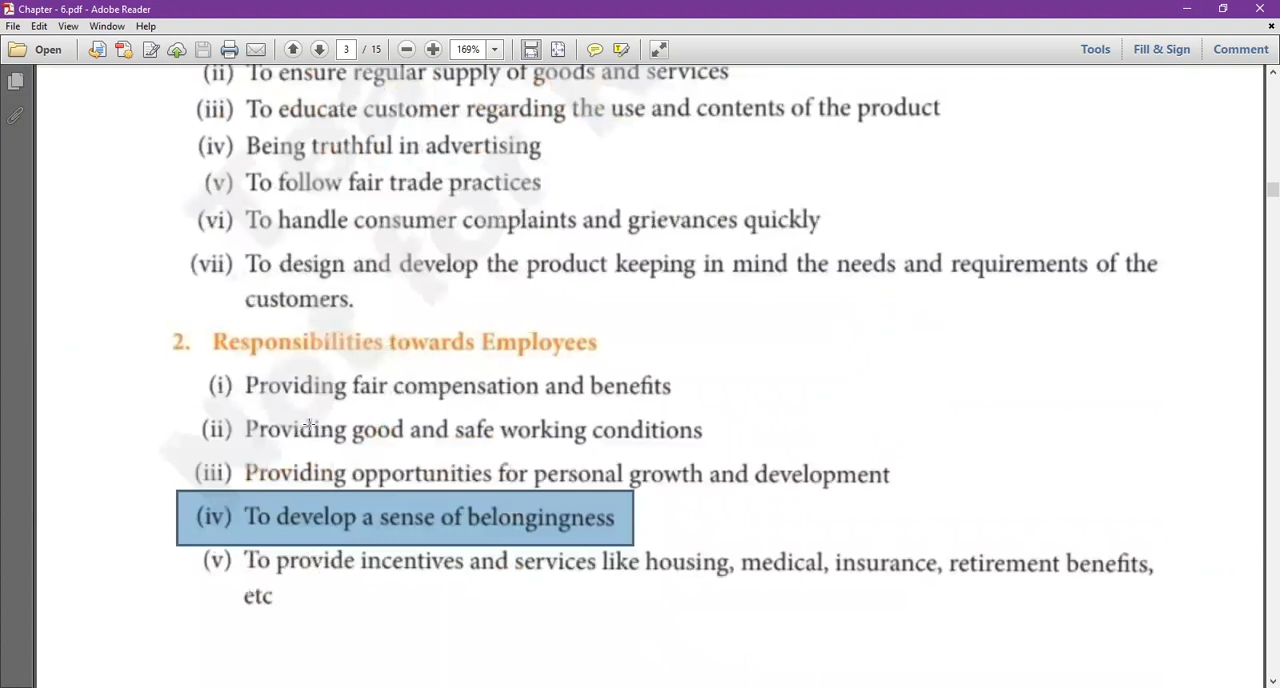 Chapter - 6.pdf - Adobe Reader
File Edit View Window Help
Open 3 / 15 169% Tools Fill & Sign Comment
(ii) To ensure regular supply of goods and services
(iii) To educate customer regarding the use and contents of the product
(iv) Being truthful in advertising
(v) To follow fair trade practices
(vi) To handle consumer complaints and grievances quickly
(vii) To design and develop the product keeping in mind the needs and requirements of the
customers.
2. Responsibilities towards Employees
(i) Providing fair compensation and benefits
(ii) Providing good and safe working conditions
(iii) Providing opportunities for personal growth and development
(iv) To develop a sense of belongingness
(v) To provide incentives and services like housing, medical, insurance, retirement benefits,
etc